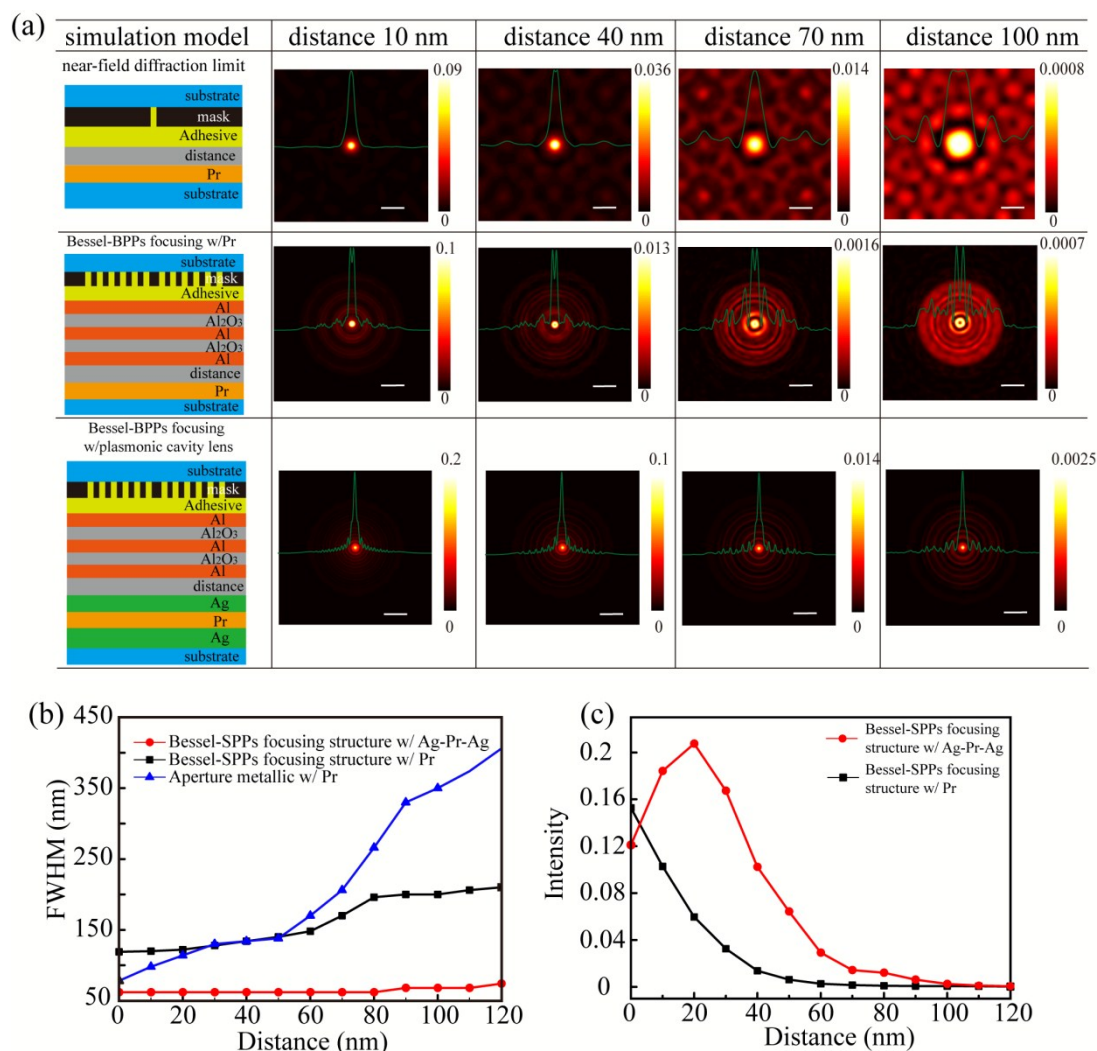 (a)
simulation model distance 10 nm distance 40 nm distance 70 nm distance 100 nm
near-field diffraction limit
substrate
mask
Adhesive
distance
Pr
substrate
0.09
0
0.036
0
0.014
0
0.0008
0
Bessel-BPPs focusing w/Pr
substrate
mask
Adhesive
Al
Al2O3
Al
Al2O3
Al
distance
Pr
substrate
0.1
0
0.013
0
0.0016
0
0.0007
0
Bessel-BPPs focusing
w/plasmonic cavity lens
substrate
mask
Adhesive
Al
Al2O3
Al
Al2O3
Al
distance
Ag
Pr
Ag
substrate
0.2
0
0.1
0
0.014
0
0.0025
0
(b)
450
350
250
150
50
FWHM (nm)
Bessel-SPPs focusing structure w/ Ag-Pr-Ag
Bessel-SPPs focusing structure w/ Pr
Aperture metallic w/ Pr
0 20 40 60 80 100 120
Distance (nm)
(c)
0.2
0.16
0.12
0.08
0.04
0
Intensity
Bessel-SPPs focusing
structure w/ Ag-Pr-Ag
Bessel-SPPs focusing
structure w/ Pr
0 20 40 60 80 100 120
Distance (nm)